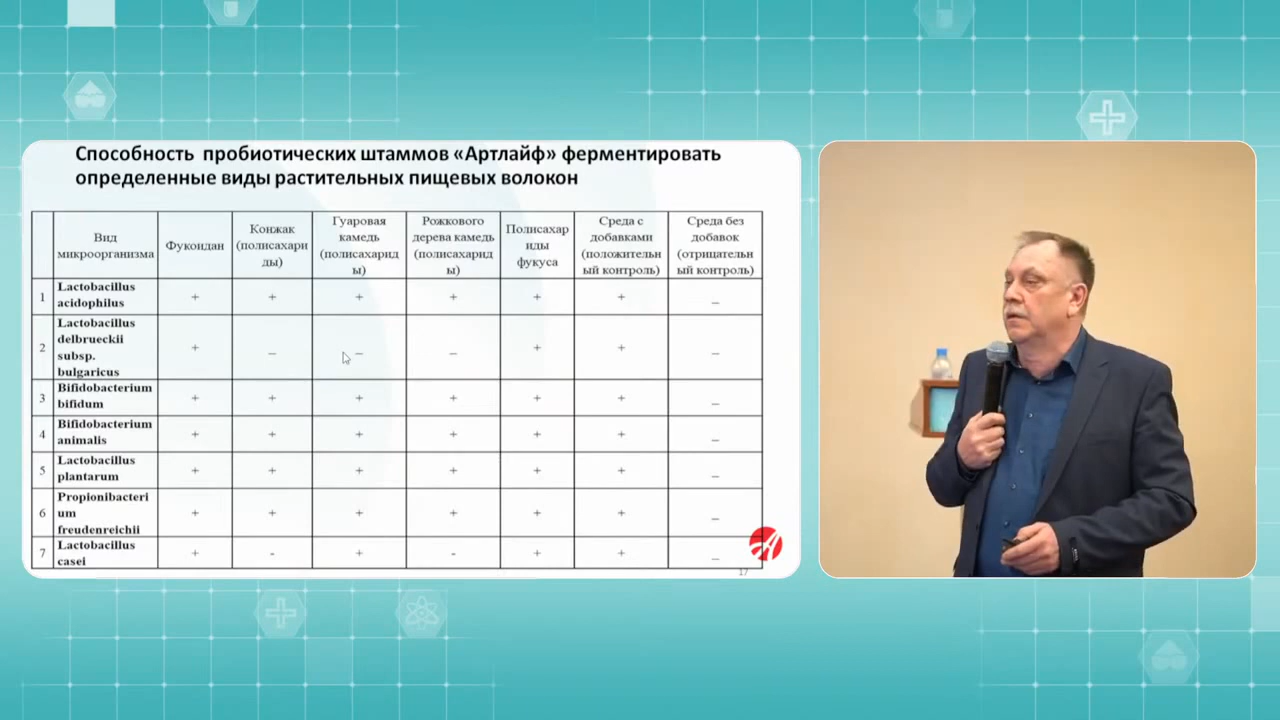 Способность пробиотических штаммов «Артлайф» ферментировать
определенные виды растительных пищевых волокон
Вид
микроорганизма
Фукоидан
Конжак
(полисахари
ды)
Гуаровая
камедь
(полисахарид
ы)
Рожкового
дерева камедь
(полисахарид
ы)
Полисахар
иды
фукуса
Среда с
добавками
(положительн
ый контроль)
Среда без
добавок
(отрицательн
ый контроль)
1
Lactobacillus
acidophilus
+ + + + + + _
2
Lactobacillus
delbrueckii
subsp.
bulgaricus
+ _ _ _ + + _
3
Bifidobacterium
bifidum
+ + + + + + _
4
Bifidobacterium
animalis
+ + + + + + _
5
Lactobacillus
plantarum
+ + + + + + _
6
Propionibacteri
um
freudenreichii
+ + + + + + _
7
Lactobacillus
casei
+ - + - + + _
17